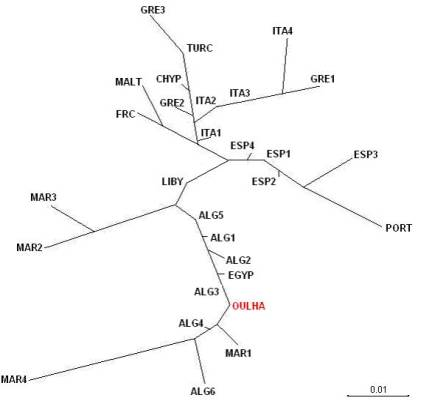 GRE3
ITA4
TURC
MALT
CHYP
ITA3
GRE1
GRE2
ITA2
FRC
ITA1
ESP4
ESP1
ESP3
LIBY
ESP2
MAR3
ALG5
PORT
ALG1
MAR2
ALG2
EGYP
ALG3
OULHA
ALG4
MAR1
MAR4
ALG6
0.01